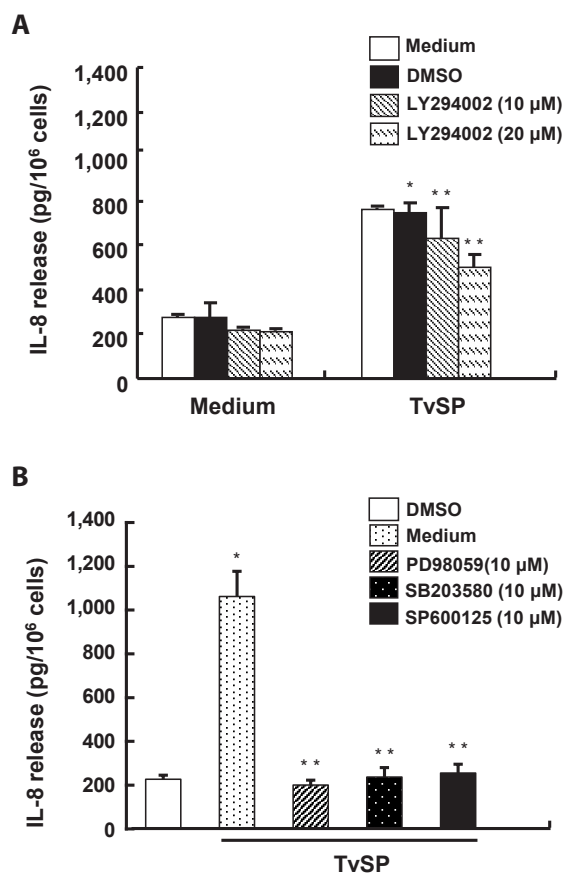 A
Medium
DMSO
LY294002 (10 µM)
LY294002 (20 µM)
IL-8 release (pg/10⁶ cells)
1,400
1,200
1,000
800
600
400
200
0
*
* *
* *
Medium
TvSP
B
DMSO
Medium
PD98059(10 µM)
SB203580 (10 µM)
SP600125 (10 µM)
IL-8 release (pg/10⁶ cells)
1,400
1,200
1,000
800
600
400
200
0
*
* *
* *
* *
TvSP